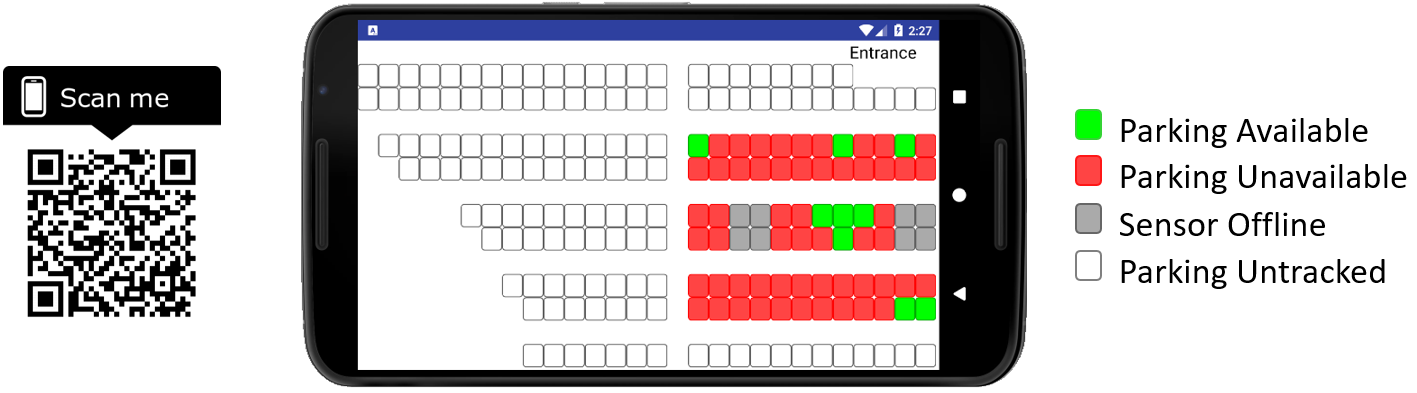 Scan me
2:27
Entrance
Parking Available
Parking Unavailable
Sensor Offline
Parking Untracked